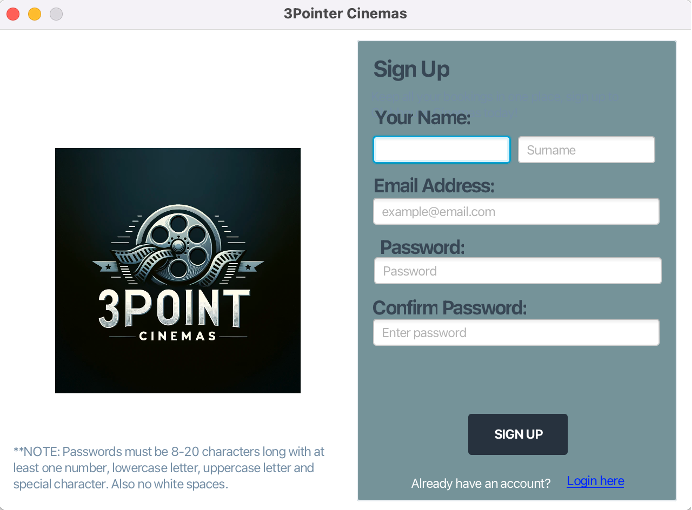 3Pointer Cinemas
Sign Up
Your Name:
Surname
Email Address:
example@email.com
Password:
Password
Confirm Password:
Enter password
SIGN UP
Already have an account? Login here
3POINT
CINEMAS
**NOTE: Passwords must be 8-20 characters long with at
least one number, lowercase letter, uppercase letter and
special character. Also no white spaces.